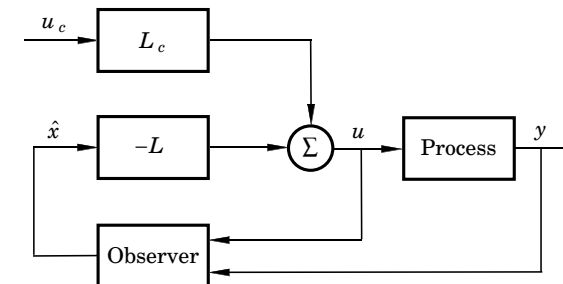 u_c
L_c
x̂
−L
Σ
u
Process
y
Observer